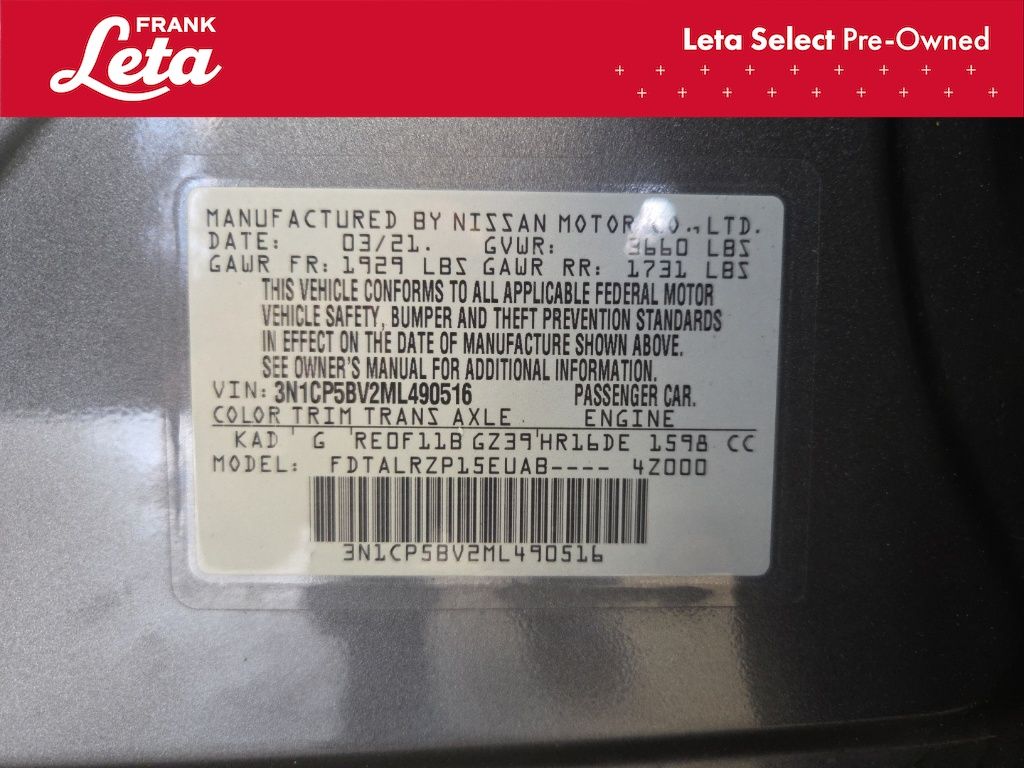 FRANK
Leta
Leta Select Pre-Owned
MANUFACTURED BY NISSAN MOTOR CO., LTD.
DATE: 03/21. GVWR: 3660 LBS
GAWR FR: 1929 LBS GAWR RR: 1731 LBS
THIS VEHICLE CONFORMS TO ALL APPLICABLE FEDERAL MOTOR
VEHICLE SAFETY, BUMPER AND THEFT PREVENTION STANDARDS
IN EFFECT ON THE DATE OF MANUFACTURE SHOWN ABOVE.
SEE OWNER'S MANUAL FOR ADDITIONAL INFORMATION.
VIN: 3N1CP5BV2ML490516 PASSENGER CAR.
COLOR TRIM TRANS AXLE ENGINE
KAD G RE0F11B GZ39 HR16DE 1598 CC
MODEL: FDTALRZP15EUAB---- 4Z000
3N1CP5BV2ML490516